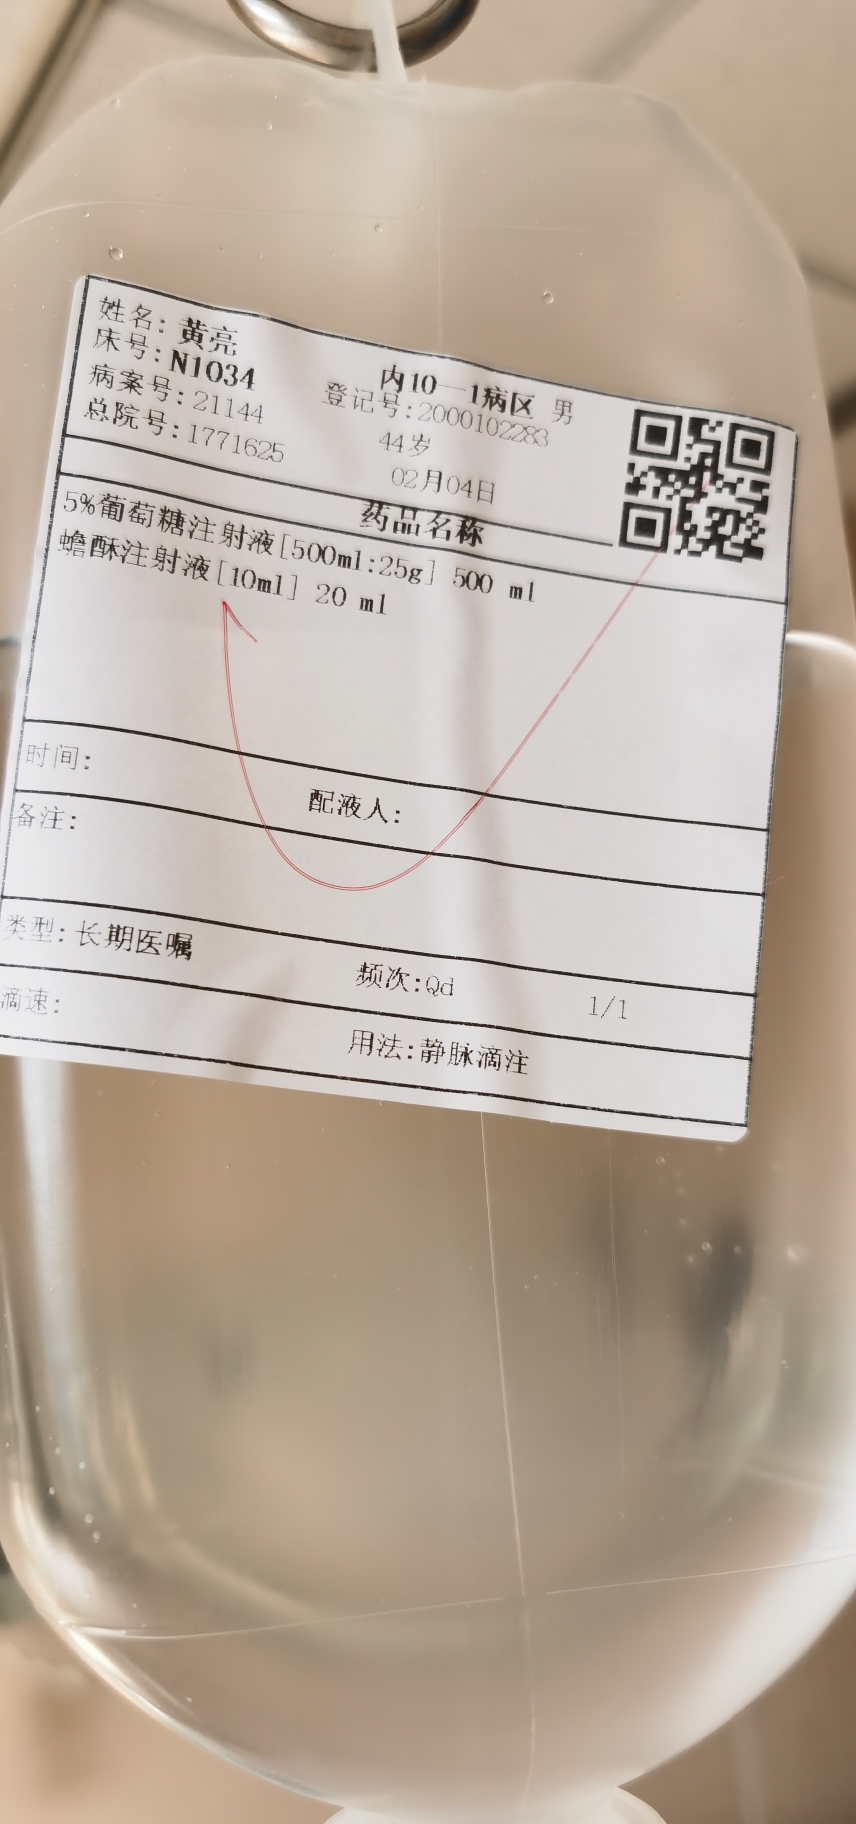 姓名: 黄亮
内10—1病区 男
床号: N1034
登记号:2000102283
病案号: 21144
44岁
总院号:1771625
02月04日
药品名称
5%葡萄糖注射液[500ml:25g] 500 ml
蟾酥注射液[10ml] 20 ml
时间:
配液人:
备注:
类型: 长期医嘱
频次:Qd
1/1
滴速:
用法:静脉滴注